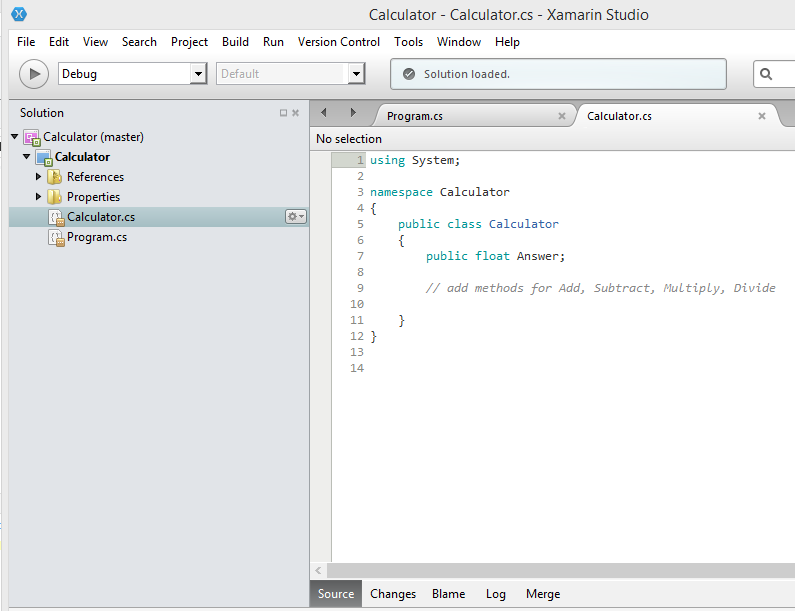 Calculator - Calculator.cs - Xamarin Studio
File Edit View Search Project Build Run Version Control Tools Window Help
Debug Default Solution loaded.
Solution
Program.cs Calculator.cs
No selection
Calculator (master)
Calculator
References
Properties
Calculator.cs
Program.cs
1 using System;
2
3 namespace Calculator
4 {
5 public class Calculator
6 {
7 public float Answer;
8
9 // add methods for Add, Subtract, Multiply, Divide
10
11 }
12 }
13
14
Source Changes Blame Log Merge